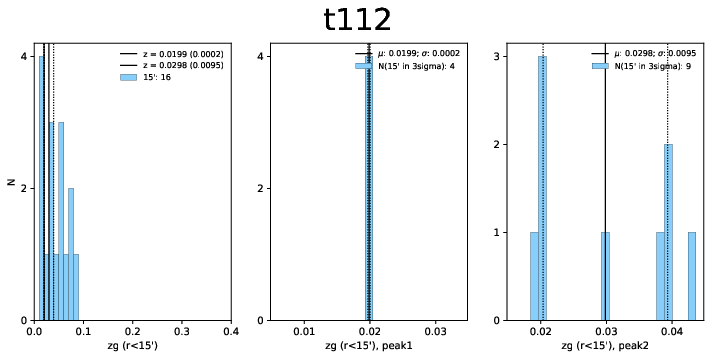 t112
z = 0.0199 (0.0002)
z = 0.0298 (0.0095)
15': 16
μ: 0.0199; σ: 0.0002
N(15' in 3sigma): 4
μ: 0.0298; σ: 0.0095
N(15' in 3sigma): 9
N
4
2
0
0.0 0.1 0.2 0.3 0.4
zg (r<15')
4
2
0
0.01 0.02 0.03
zg (r<15'), peak1
3
2
1
0
0.02 0.03 0.04
zg (r<15'), peak2